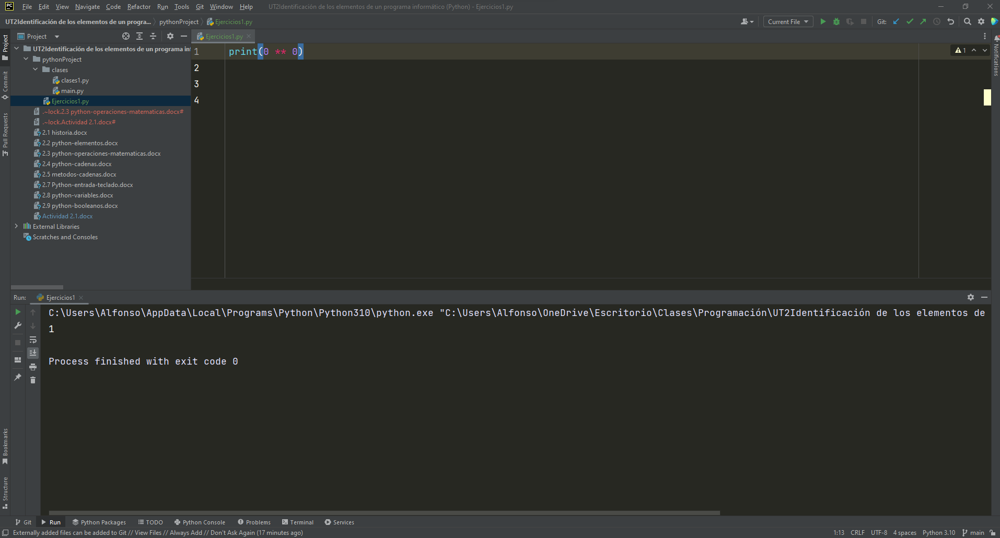 PC File Edit View Navigate Code Refactor Run Tools Git Window Help UT2Identificación de los elementos de un programa informático (Python) - Ejercicios1.py
UT2Identificación de los elementos de un progra... pythonProject Ejercicios1.py Current File Git:
Project
Ejercicios1.py
UT2Identificación de los elementos de un programa in
pythonProject
clases
clases1.py
main.py
Ejercicios1.py
.~lock.2.3 python-operaciones-matematicas.docx#
.~lock.Actividad 2.1.docx#
2.1 historia.docx
2.2 python-elementos.docx
2.3 python-operaciones-matematicas.docx
2.4 python-cadenas.docx
2.5 metodos-cadenas.docx
2.7 Python-entrada-teclado.docx
2.8 python-variables.docx
2.9 python-booleanos.docx
Actividad 2.1.docx
External Libraries
Scratches and Consoles
Project
Commit
Pull Requests
Bookmarks
Structure
1 print(0 ** 0)
2
3
4
1
Notifications
Run: Ejercicios1
C:\Users\Alfonso\AppData\Local\Programs\Python\Python310\python.exe "C:\Users\Alfonso\OneDrive\Escritorio\Clases\Programación\UT2Identificación de los elementos de
1
Process finished with exit code 0
Git Run Python Packages TODO Python Console Problems Terminal Services
Externally added files can be added to Git // View Files // Always Add // Don't Ask Again (17 minutes ago) 1:13 CRLF UTF-8 4 spaces Python 3.10 main